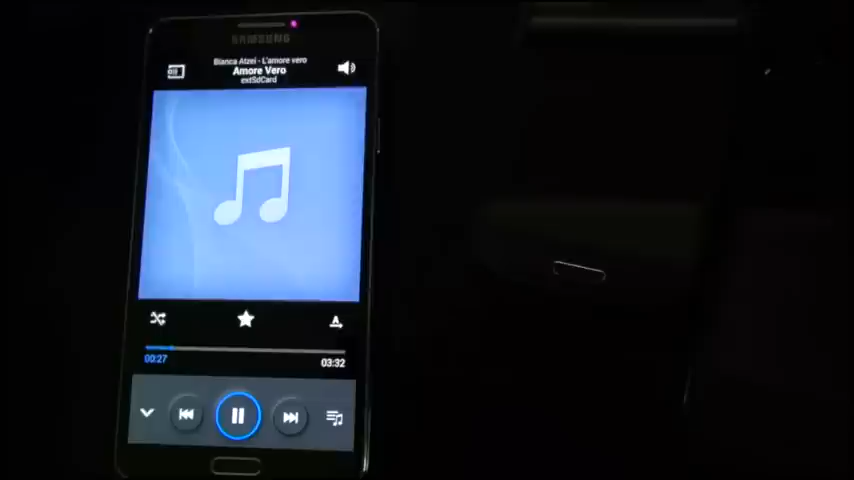 SAMSUNG
Bianca Atzei - L'amore vero
Amore Vero
extSdCard
A
00:27
03:32